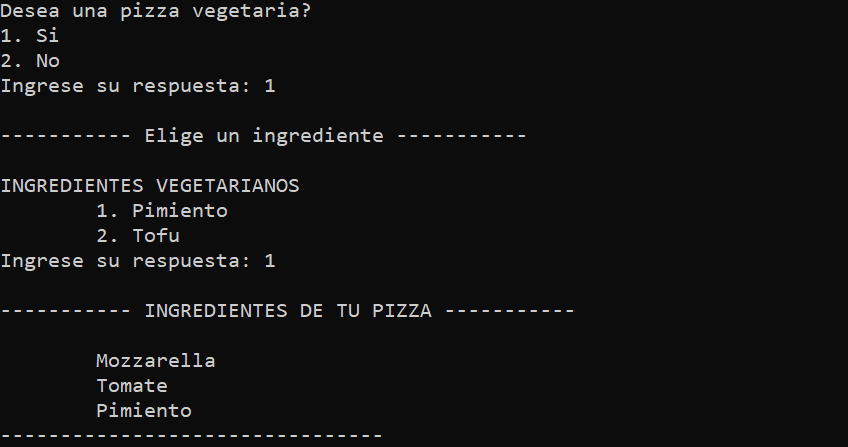 Desea una pizza vegetaria?
1. Si
2. No
Ingrese su respuesta: 1
----------- Elige un ingrediente -----------
INGREDIENTES VEGETARIANOS
1. Pimiento
2. Tofu
Ingrese su respuesta: 1
----------- INGREDIENTES DE TU PIZZA -----------
Mozzarella
Tomate
Pimiento
--------------------------------